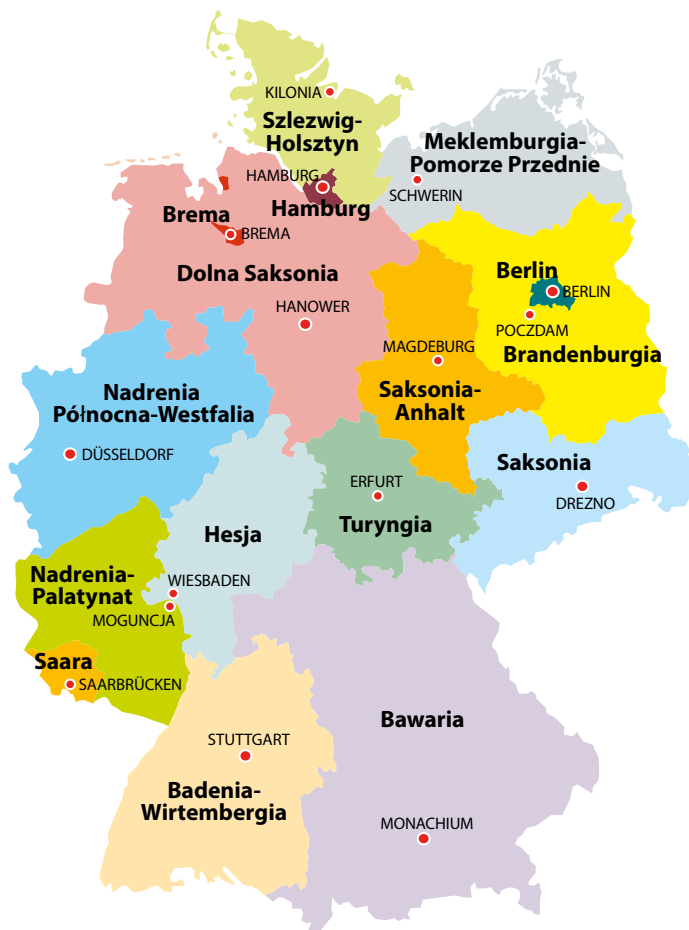 KILONIA
Szlezwig-
Holsztyn
Meklemburgia-
Pomorze Przednie
HAMBURG
SCHWERIN
Brema
Hamburg
BREMA
Dolna Saksonia
Berlin
BERLIN
HANOWER
POCZDAM
MAGDEBURG
Brandenburgia
Nadrenia
Północna-Westfalia
Saksonia-
Anhalt
DÜSSELDORF
Saksonia
ERFURT
DREZNO
Turyngia
Hesja
Nadrenia-
Palatynat
WIESBADEN
MOGUNCJA
Saara
SAARBRÜCKEN
Bawaria
STUTTGART
Badenia-
Wirtembergia
MONACHIUM